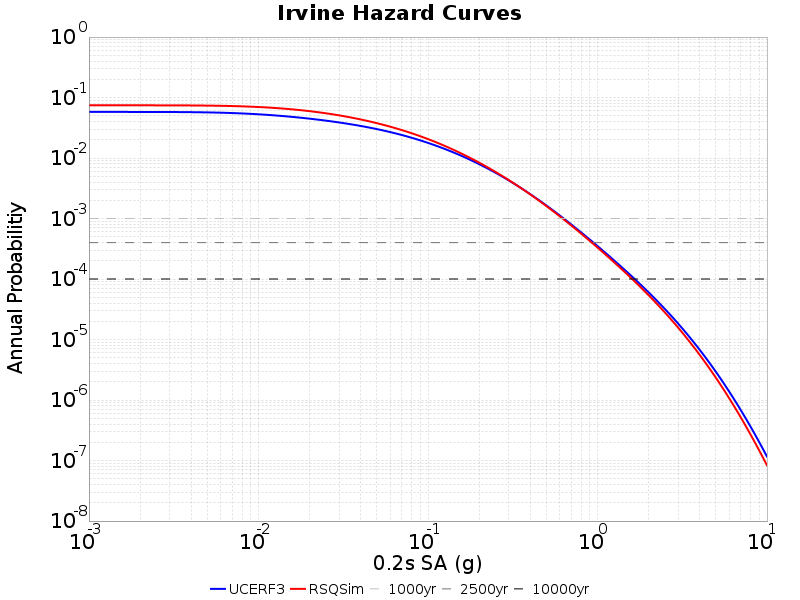 Irvine Hazard Curves
10^0
10^-1
10^-2
10^-3
10^-4
10^-5
10^-6
10^-7
10^-8
Annual Probabilitiy
10^-3 10^-2 10^-1 10^0 10^1
0.2s SA (g)
UCERF3 RSQSim 1000yr 2500yr 10000yr